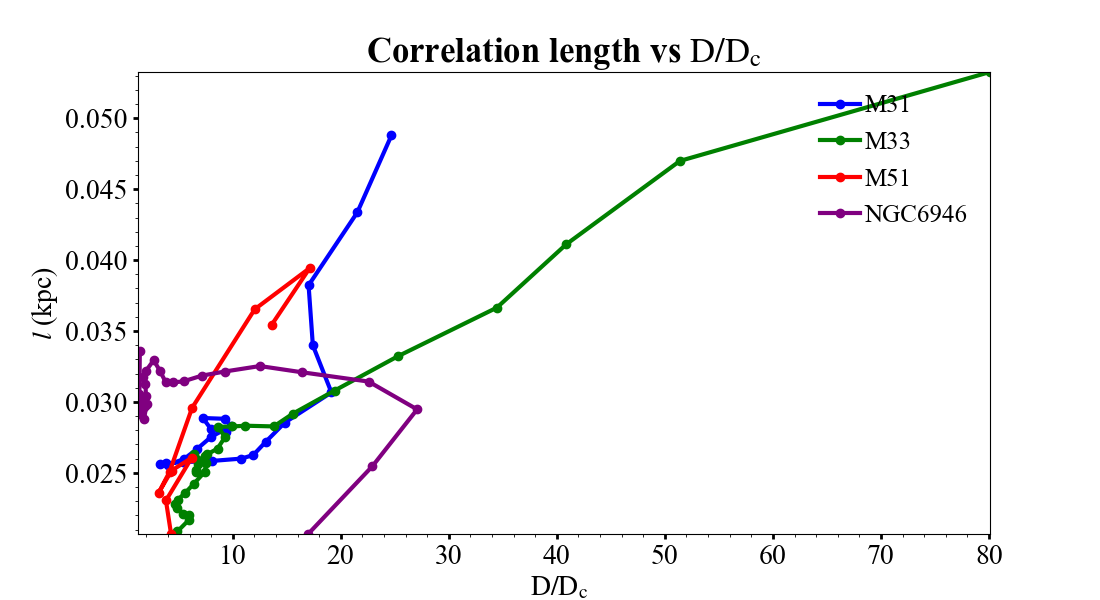 Correlation length vs D/Dc
0.050
0.045
0.040
0.035
0.030
0.025
l (kpc)
M31
M33
M51
NGC6946
10 20 30 40 50 60 70 80
D/Dc